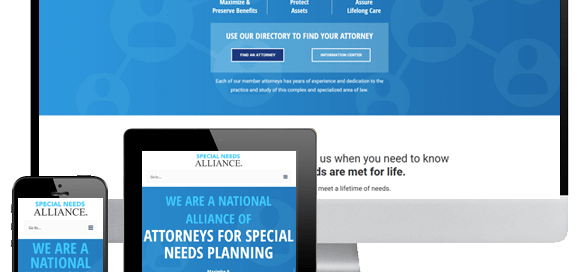 Maximize &
Preserve Benefits
Protect
Assets
Assure
Lifelong Care
USE OUR DIRECTORY TO FIND YOUR ATTORNEY
FIND AN ATTORNEY
INFORMATION CENTER
Each of our member attorneys has years of experience and dedication to the
practice and study of this complex and specialized area of law.
us when you need to know
ds are met for life.
meet a lifetime of needs.
SPECIAL NEEDS
ALLIANCE.
Go to...
WE ARE A NATIONAL
ALLIANCE OF
ATTORNEYS FOR SPECIAL
NEEDS PLANNING
Maximize &
SPECIAL NEEDS
ALLIANCE.
Go to...
WE ARE A
NATIONAL